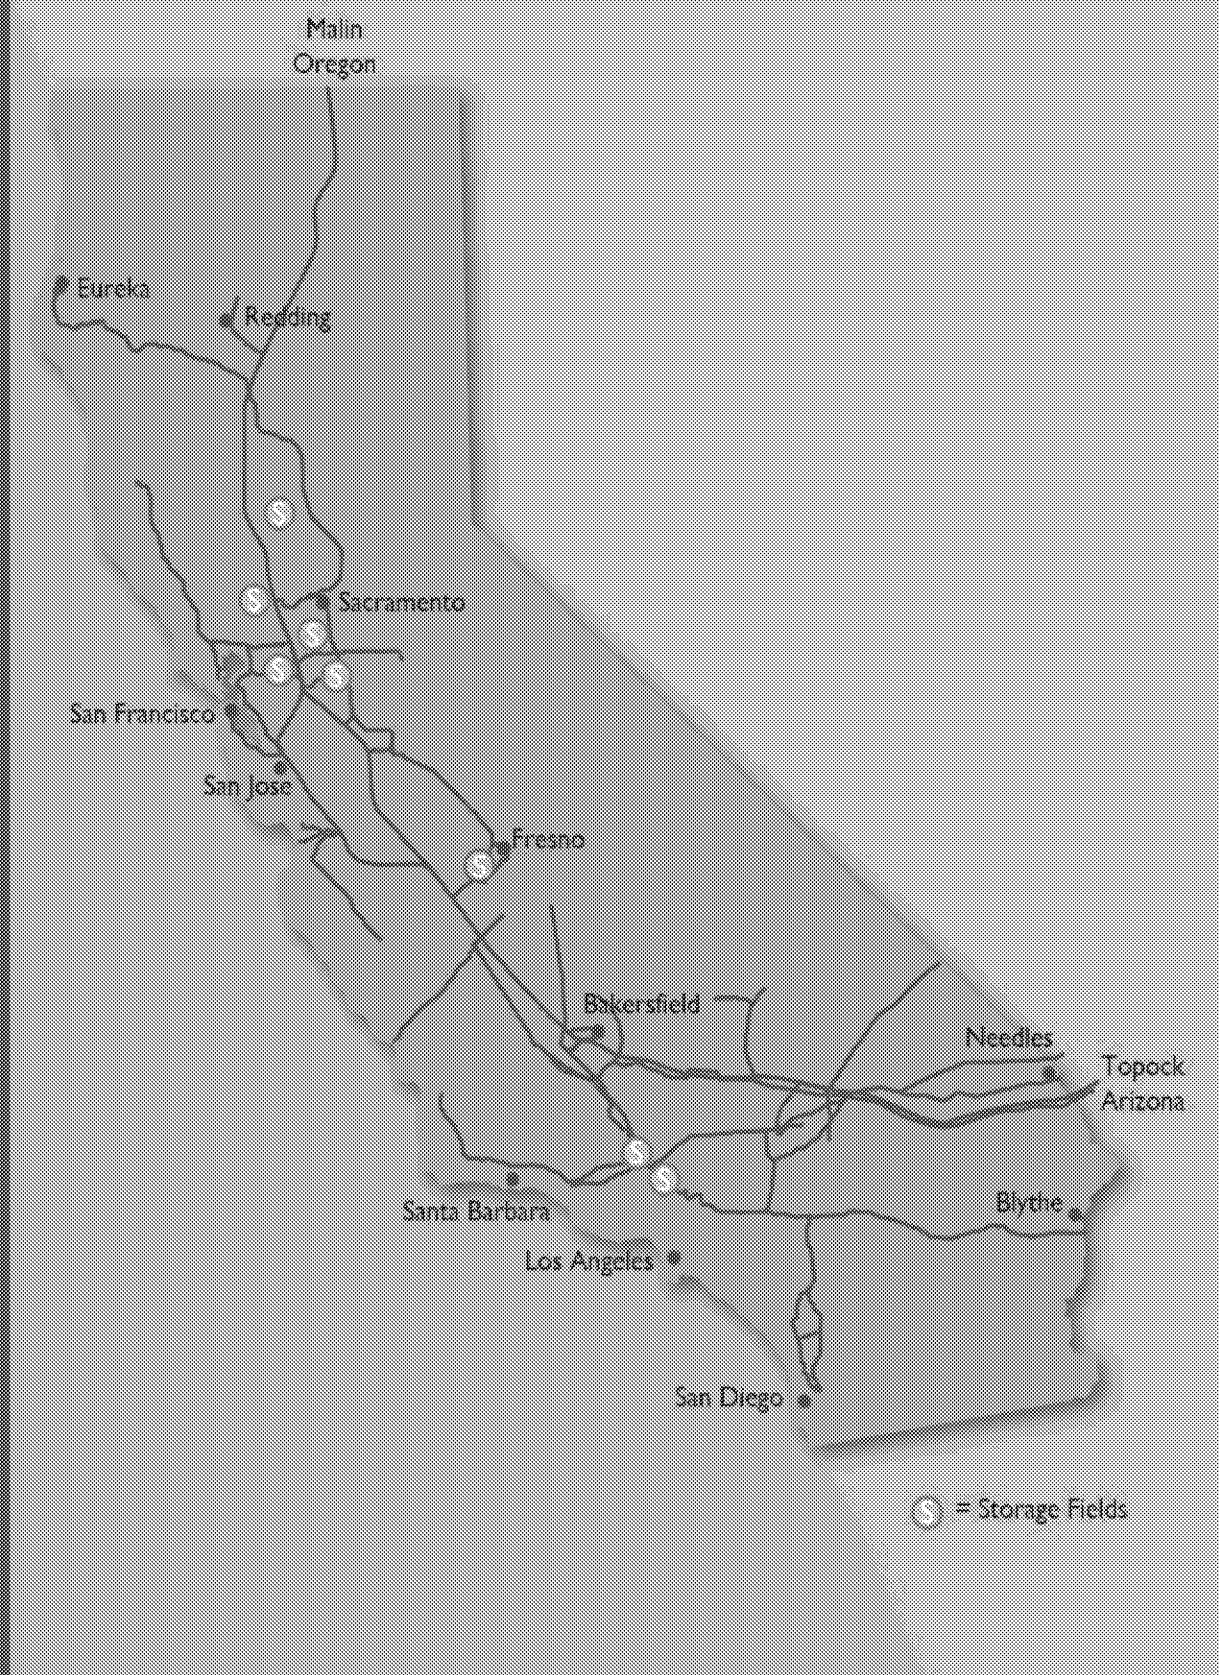 Malin
Oregon
Eureka
Redding
S
S
Sacramento
S
S
S
San Francisco
San Jose
Fresno
S
Bakersfield
Needles
Topock
Arizona
S
S
Santa Barbara
Blythe
Los Angeles
San Diego
S = Storage Fields